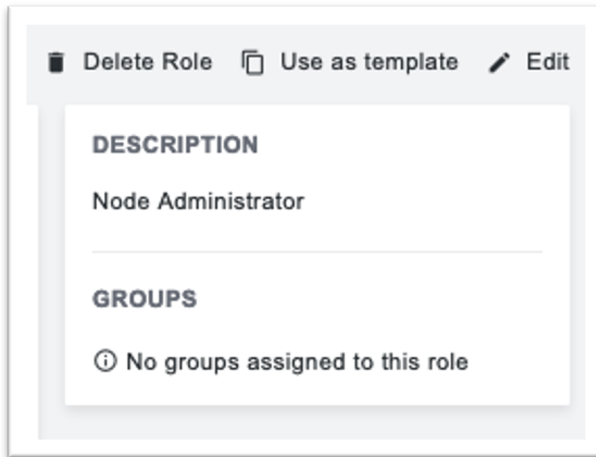 Delete Role Use as template Edit
DESCRIPTION
Node Administrator
GROUPS
No groups assigned to this role